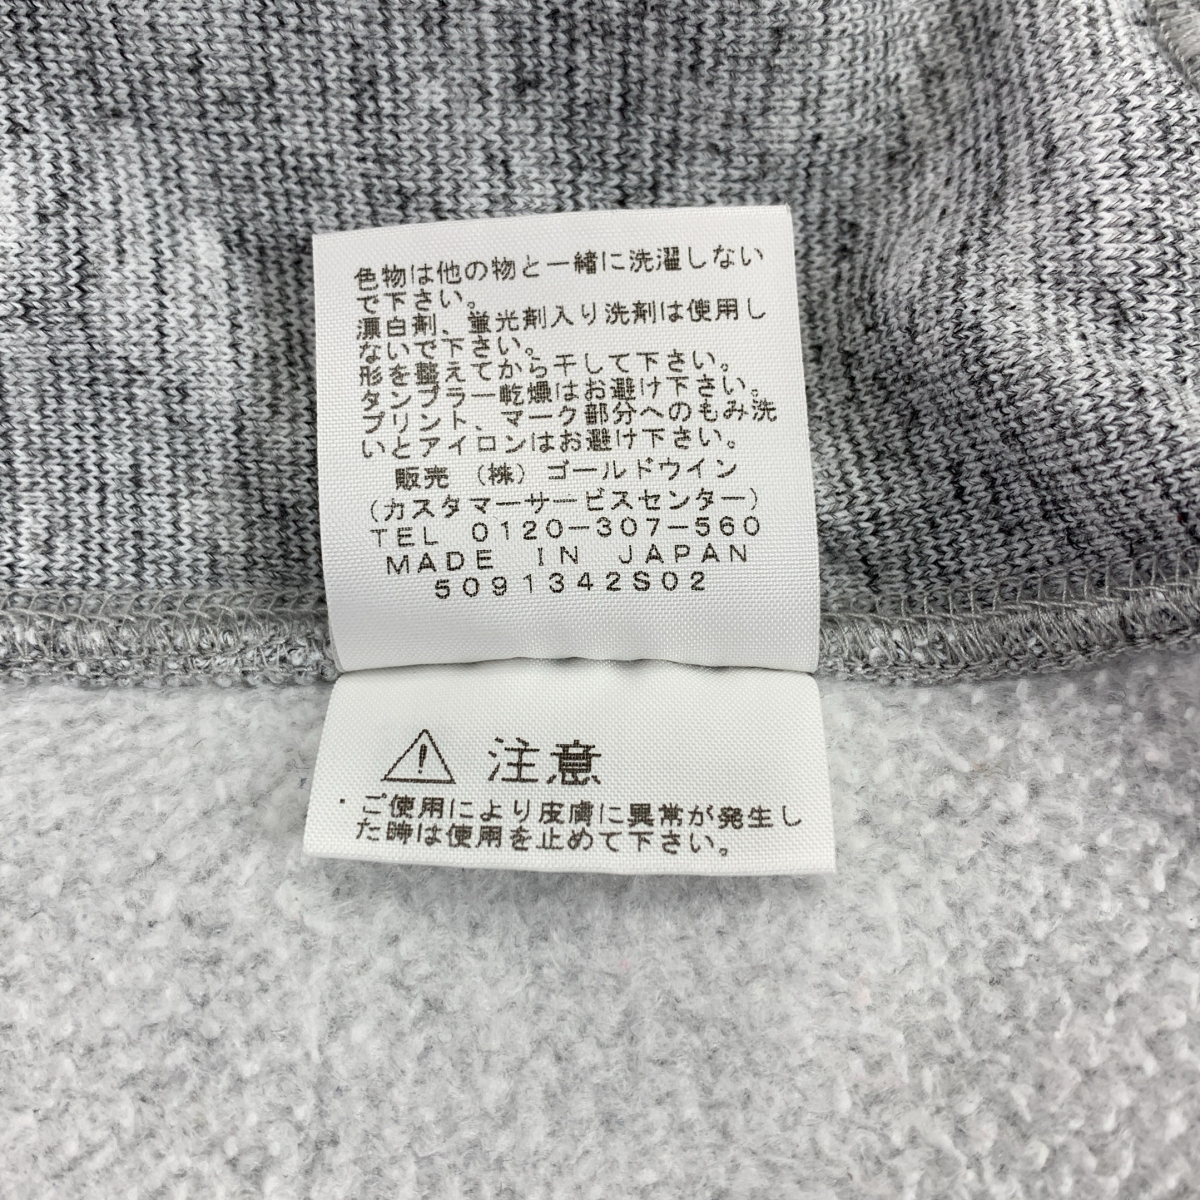 色物は他の物と一緒に洗濯しない
で下さい。
漂白剤、蛍光剤入り洗剤は使用し
ないで下さい。
形を整えてから干して下さい。
タンブラー乾燥はお避け下さい。
プリント、マーク部分へのもみ洗
いとアイロンはお避け下さい。
販売 (株) ゴールドウイン
(カスタマーサービスセンター)
TEL 0120-307-560
MADE IN JAPAN
5091342S02
注意
・ご使用により皮膚に異常が発生し
た時は使用を止めて下さい。